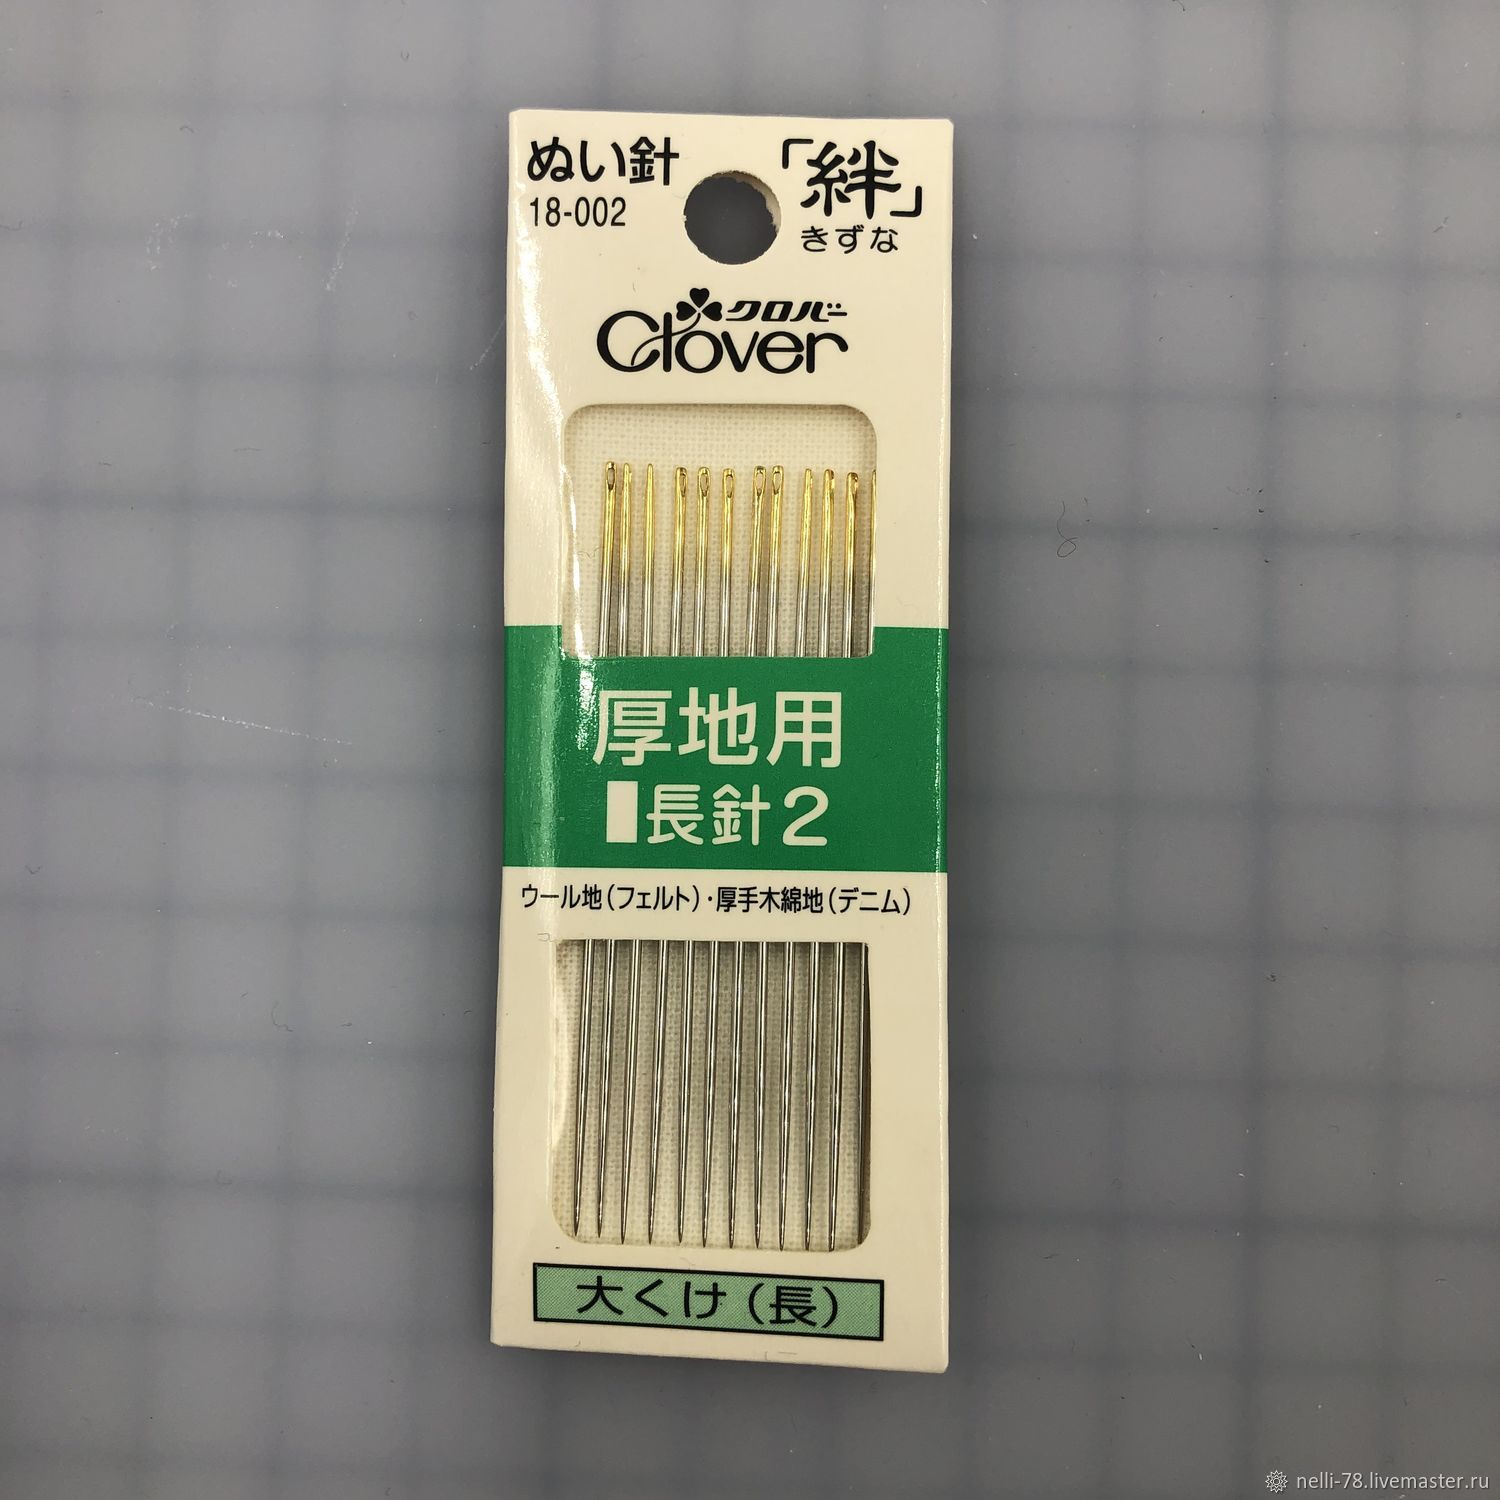 ぬい針
18-002
「絆」
きずな
クロバー
Clover
厚地用
長針2
ウール地(フェルト)・厚手木綿地(デニム)
大くけ(長)
nelli-78.livemaster.ru